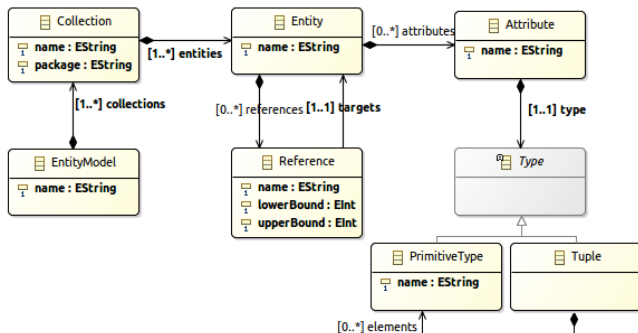 Collection
name : EString
package : EString
[1..*] entities
Entity
name : EString
[0..*] attributes
Attribute
name : EString
[1..*] collections
[0..*] references
[1..1] targets
[1..1] type
EntityModel
name : EString
Reference
name : EString
lowerBound : EInt
upperBound : EInt
Type
PrimitiveType
name : EString
Tuple
[0..*] elements